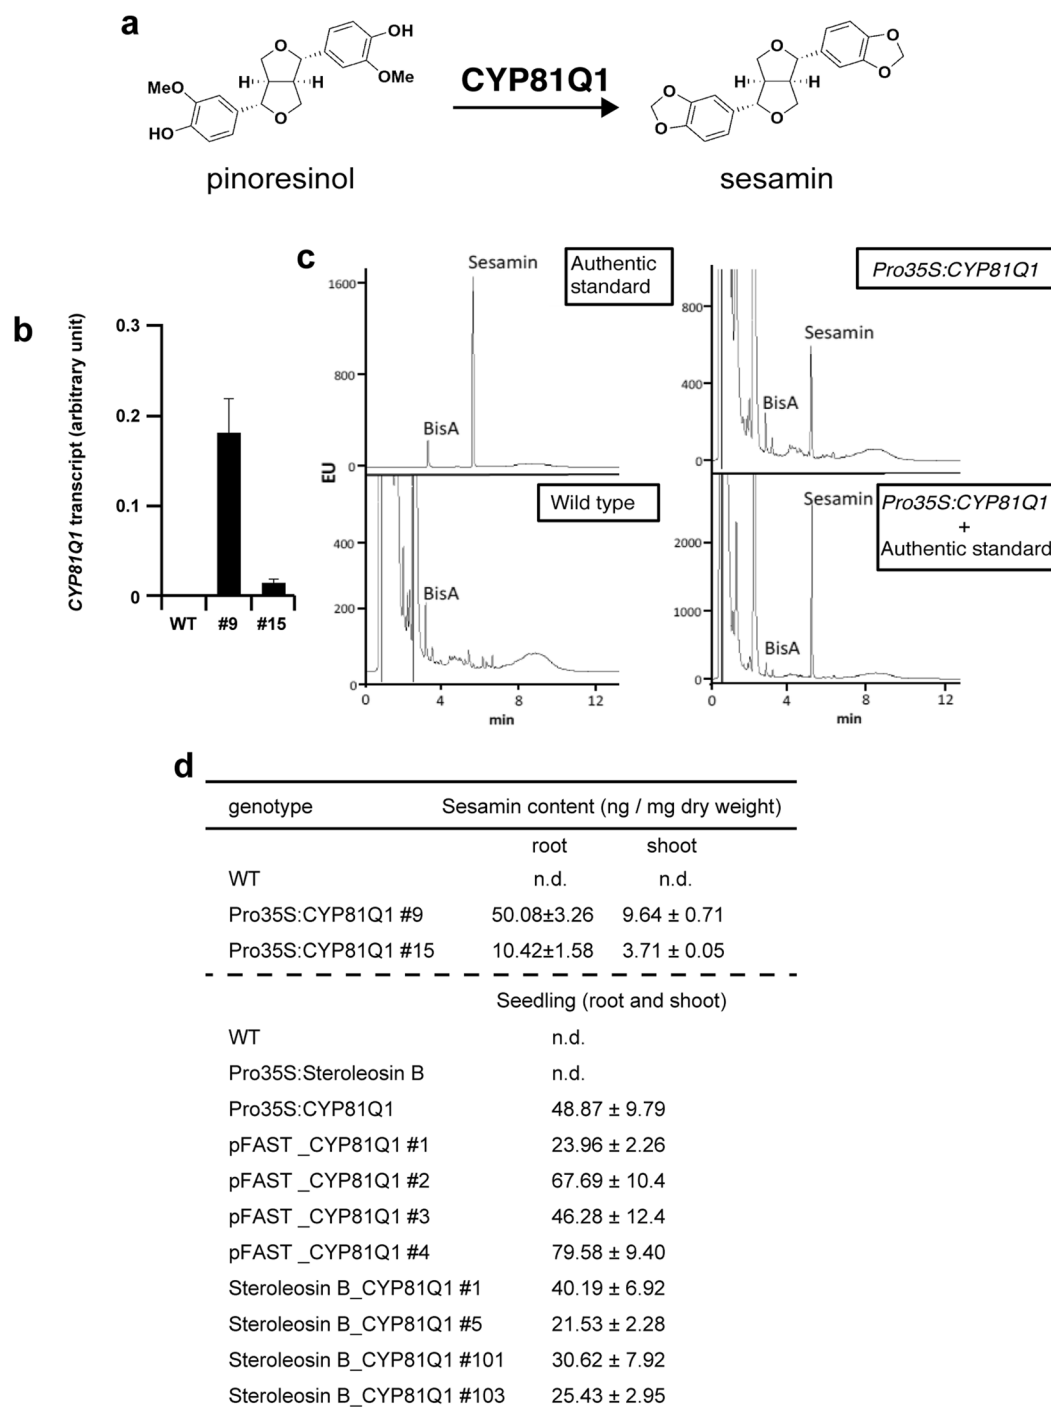 a
O
OH
OMe
H
H
MeO
HO
O
pinoresinol
CYP81Q1
O
O
O
H
H
O
O
O
sesamin
b
CYP81Q1 transcript (arbitrary unit)
0.3
0.2
0.1
0
WT #9 #15
c
EU
Sesamin
Authentic
standard
1600
800
0
BisA
Pro35S:CYP81Q1
800
400
0
Sesamin
BisA
Wild type
400
200
0
BisA
0 4 8 12
min
Sesamin
Pro35S:CYP81Q1
+
Authentic standard
2000
1000
0
BisA
0 4 8 12
min
d
genotype Sesamin content (ng / mg dry weight)
root shoot
WT n.d. n.d.
Pro35S:CYP81Q1 #9 50.08±3.26 9.64 ± 0.71
Pro35S:CYP81Q1 #15 10.42±1.58 3.71 ± 0.05
Seedling (root and shoot)
WT n.d.
Pro35S:Steroleosin B n.d.
Pro35S:CYP81Q1 48.87 ± 9.79
pFAST _CYP81Q1 #1 23.96 ± 2.26
pFAST _CYP81Q1 #2 67.69 ± 10.4
pFAST _CYP81Q1 #3 46.28 ± 12.4
pFAST _CYP81Q1 #4 79.58 ± 9.40
Steroleosin B_CYP81Q1 #1 40.19 ± 6.92
Steroleosin B_CYP81Q1 #5 21.53 ± 2.28
Steroleosin B_CYP81Q1 #101 30.62 ± 7.92
Steroleosin B_CYP81Q1 #103 25.43 ± 2.95